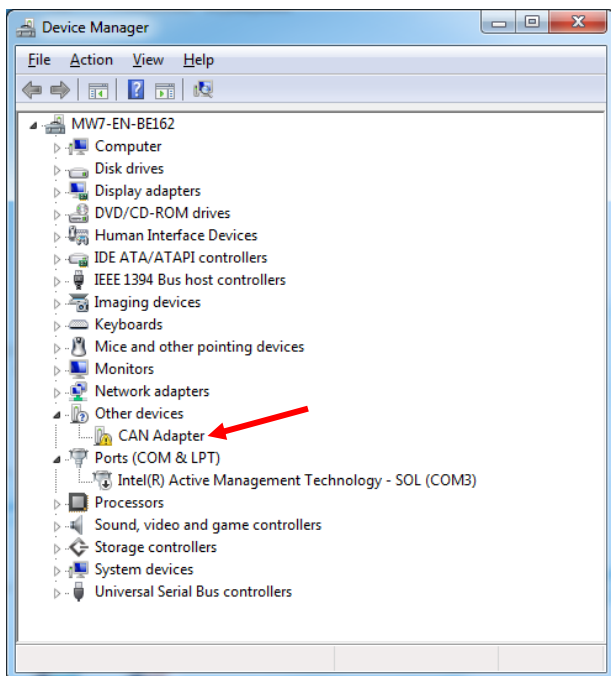 Device Manager
File Action View Help
MW7-EN-BE162
Computer
Disk drives
Display adapters
DVD/CD-ROM drives
Human Interface Devices
IDE ATA/ATAPI controllers
IEEE 1394 Bus host controllers
Imaging devices
Keyboards
Mice and other pointing devices
Monitors
Network adapters
Other devices
CAN Adapter
Ports (COM & LPT)
Intel(R) Active Management Technology - SOL (COM3)
Processors
Sound, video and game controllers
Storage controllers
System devices
Universal Serial Bus controllers